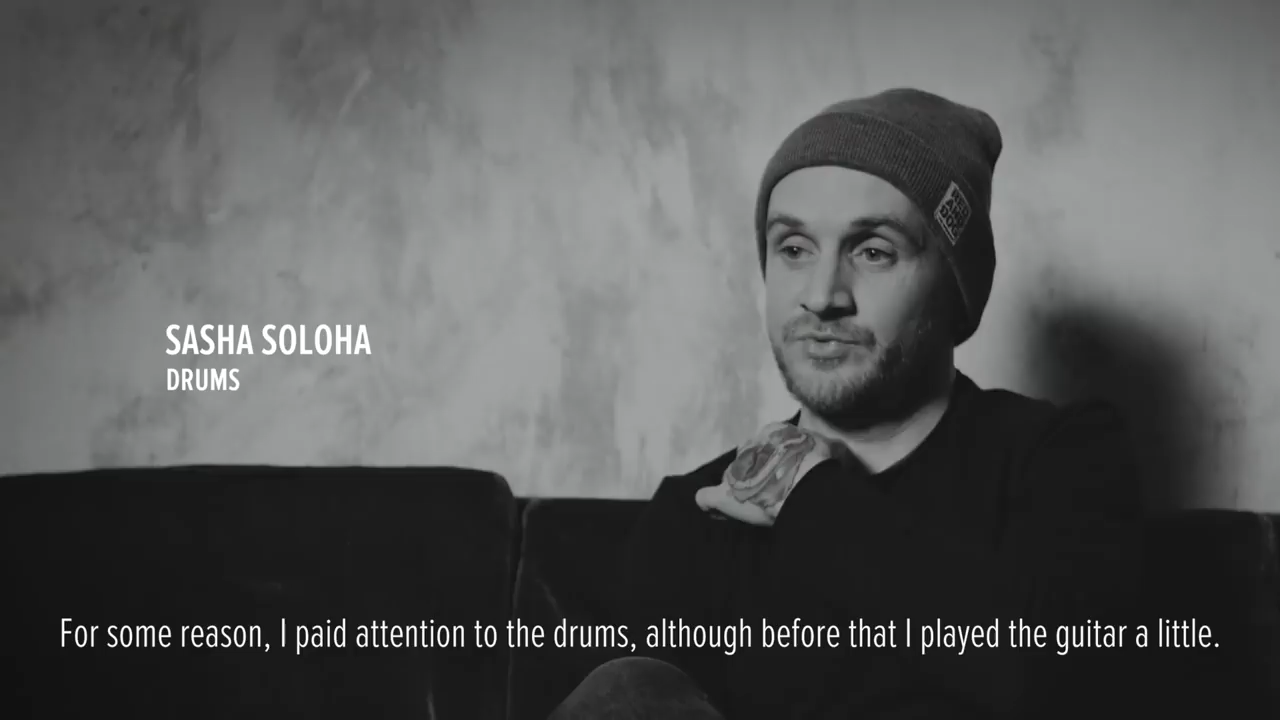 SASHA SOLOHA
DRUMS
For some reason, I paid attention to the drums, although before that I played the guitar a little.